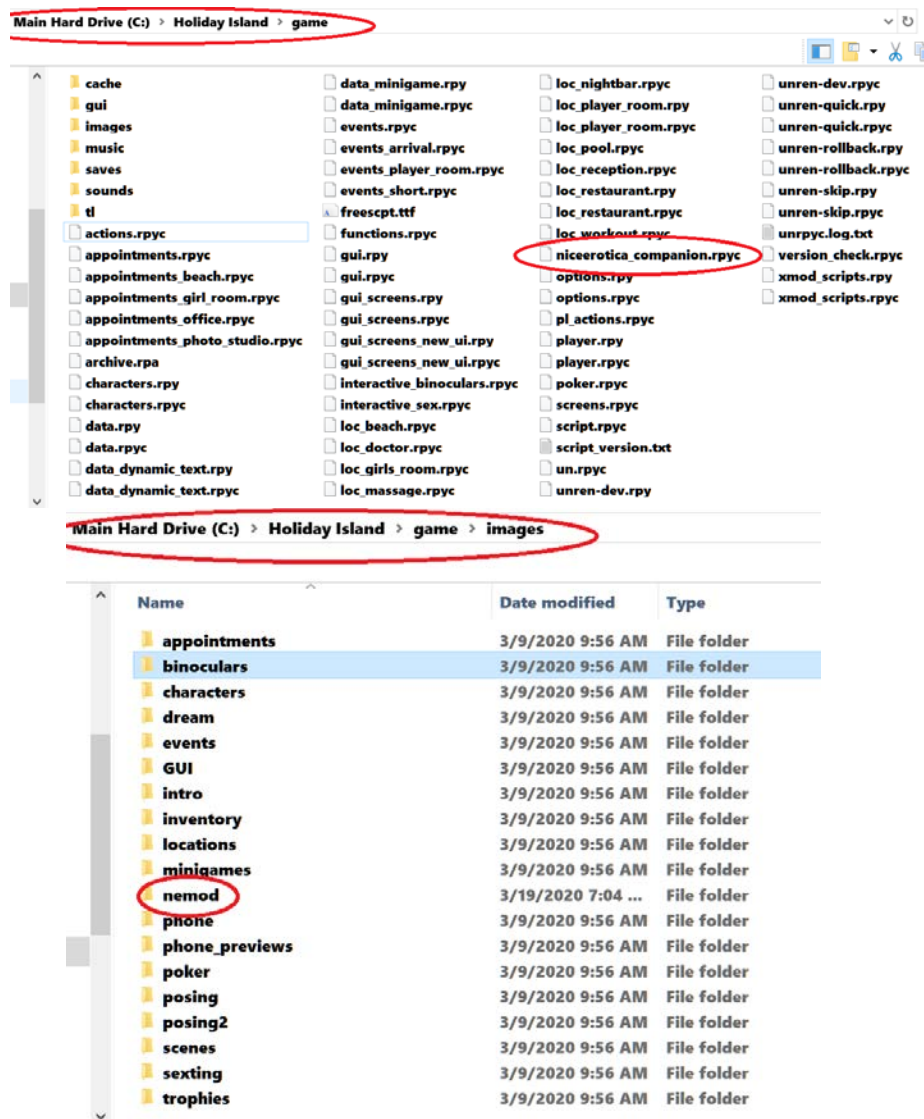 Main Hard Drive (C:) > Holiday Island > game
cache
gui
images
music
saves
sounds
tl
actions.rpyc
appointments.rpyc
appointments_beach.rpyc
appointments_girl_room.rpyc
appointments_office.rpyc
appointments_photo_studio.rpyc
archive.rpa
characters.rpy
characters.rpyc
data.rpy
data.rpyc
data_dynamic_text.rpy
data_dynamic_text.rpyc
data_minigame.rpy
data_minigame.rpyc
events.rpyc
events_arrival.rpyc
events_player_room.rpyc
events_short.rpyc
freescpt.ttf
functions.rpyc
gui.rpy
gui.rpyc
gui_screens.rpy
gui_screens.rpyc
gui_screens_new_ui.rpy
gui_screens_new_ui.rpyc
interactive_binoculars.rpyc
interactive_sex.rpyc
loc_beach.rpyc
loc_doctor.rpyc
loc_girls_room.rpyc
loc_massage.rpyc
loc_nightbar.rpyc
loc_player_room.rpy
loc_player_room.rpyc
loc_pool.rpyc
loc_reception.rpyc
loc_restaurant.rpy
loc_restaurant.rpyc
loc_workout.rpyc
niceerotica_companion.rpyc
options.rpy
options.rpyc
pl_actions.rpyc
player.rpy
player.rpyc
poker.rpyc
screens.rpyc
script.rpyc
script_version.txt
un.rpyc
unren-dev.rpy
unren-dev.rpyc
unren-quick.rpy
unren-quick.rpyc
unren-rollback.rpy
unren-rollback.rpyc
unren-skip.rpy
unren-skip.rpyc
unrpyc.log.txt
version_check.rpyc
xmod_scripts.rpy
xmod_scripts.rpyc
Main Hard Drive (C:) > Holiday Island > game > images
Name Date modified Type
appointments 3/9/2020 9:56 AM File folder
binoculars 3/9/2020 9:56 AM File folder
characters 3/9/2020 9:56 AM File folder
dream 3/9/2020 9:56 AM File folder
events 3/9/2020 9:56 AM File folder
GUI 3/9/2020 9:56 AM File folder
intro 3/9/2020 9:56 AM File folder
inventory 3/9/2020 9:56 AM File folder
locations 3/9/2020 9:56 AM File folder
minigames 3/9/2020 9:56 AM File folder
nemod 3/19/2020 7:04 ... File folder
phone 3/9/2020 9:56 AM File folder
phone_previews 3/9/2020 9:56 AM File folder
poker 3/9/2020 9:56 AM File folder
posing 3/9/2020 9:56 AM File folder
posing2 3/9/2020 9:56 AM File folder
scenes 3/9/2020 9:56 AM File folder
sexting 3/9/2020 9:56 AM File folder
trophies 3/9/2020 9:56 AM File folder